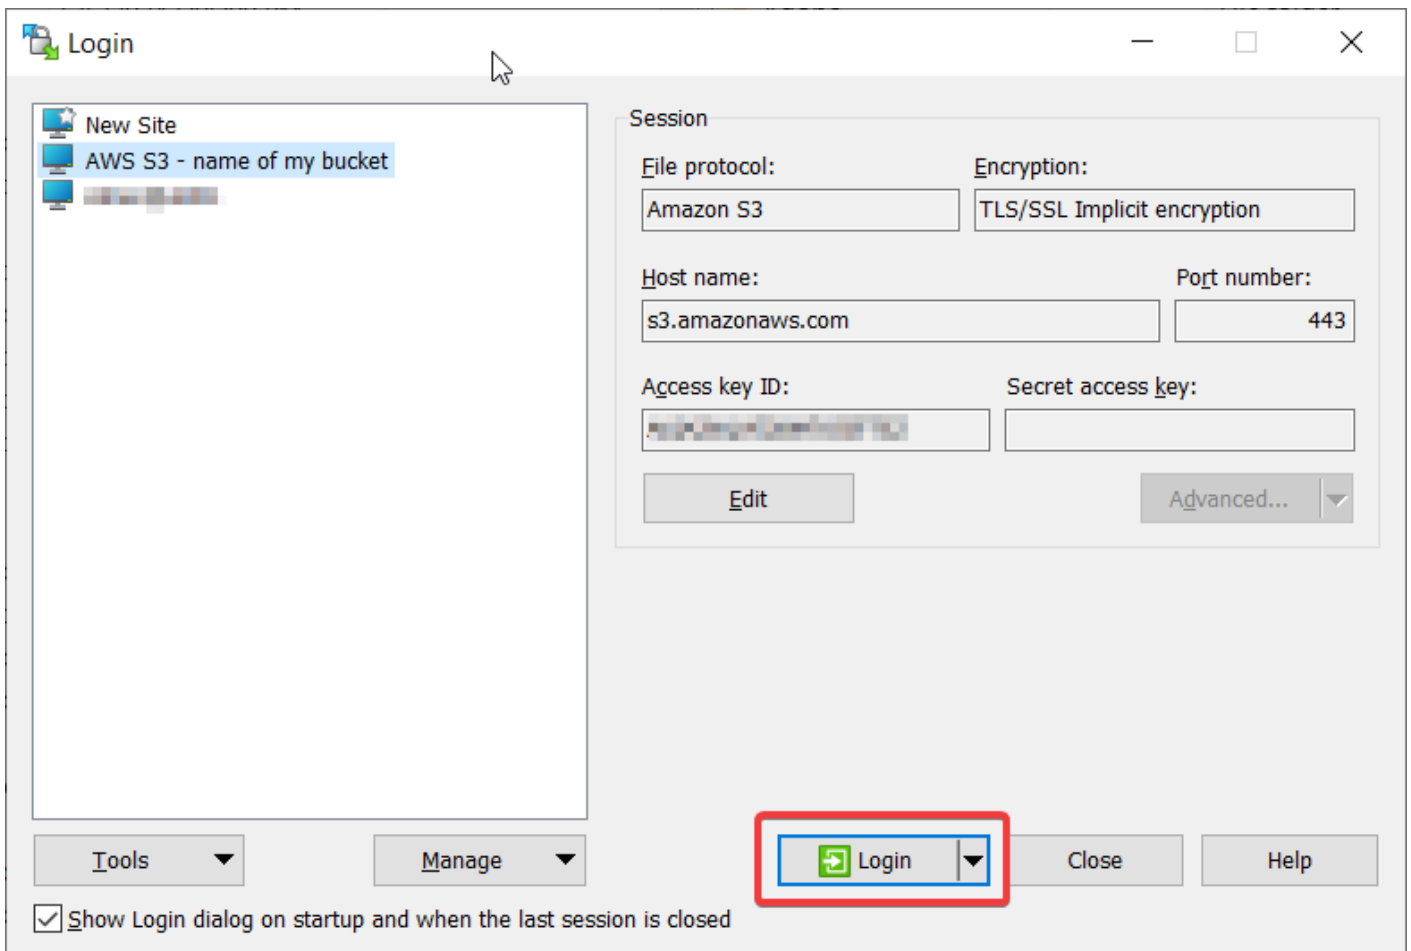 Login
New Site
AWS S3 - name of my bucket
Session
File protocol:
Encryption:
Amazon S3
TLS/SSL Implicit encryption
Host name:
Port number:
s3.amazonaws.com
443
Access key ID:
Secret access key:
Edit
Advanced...
Tools
Manage
Login
Close
Help
Show Login dialog on startup and when the last session is closed